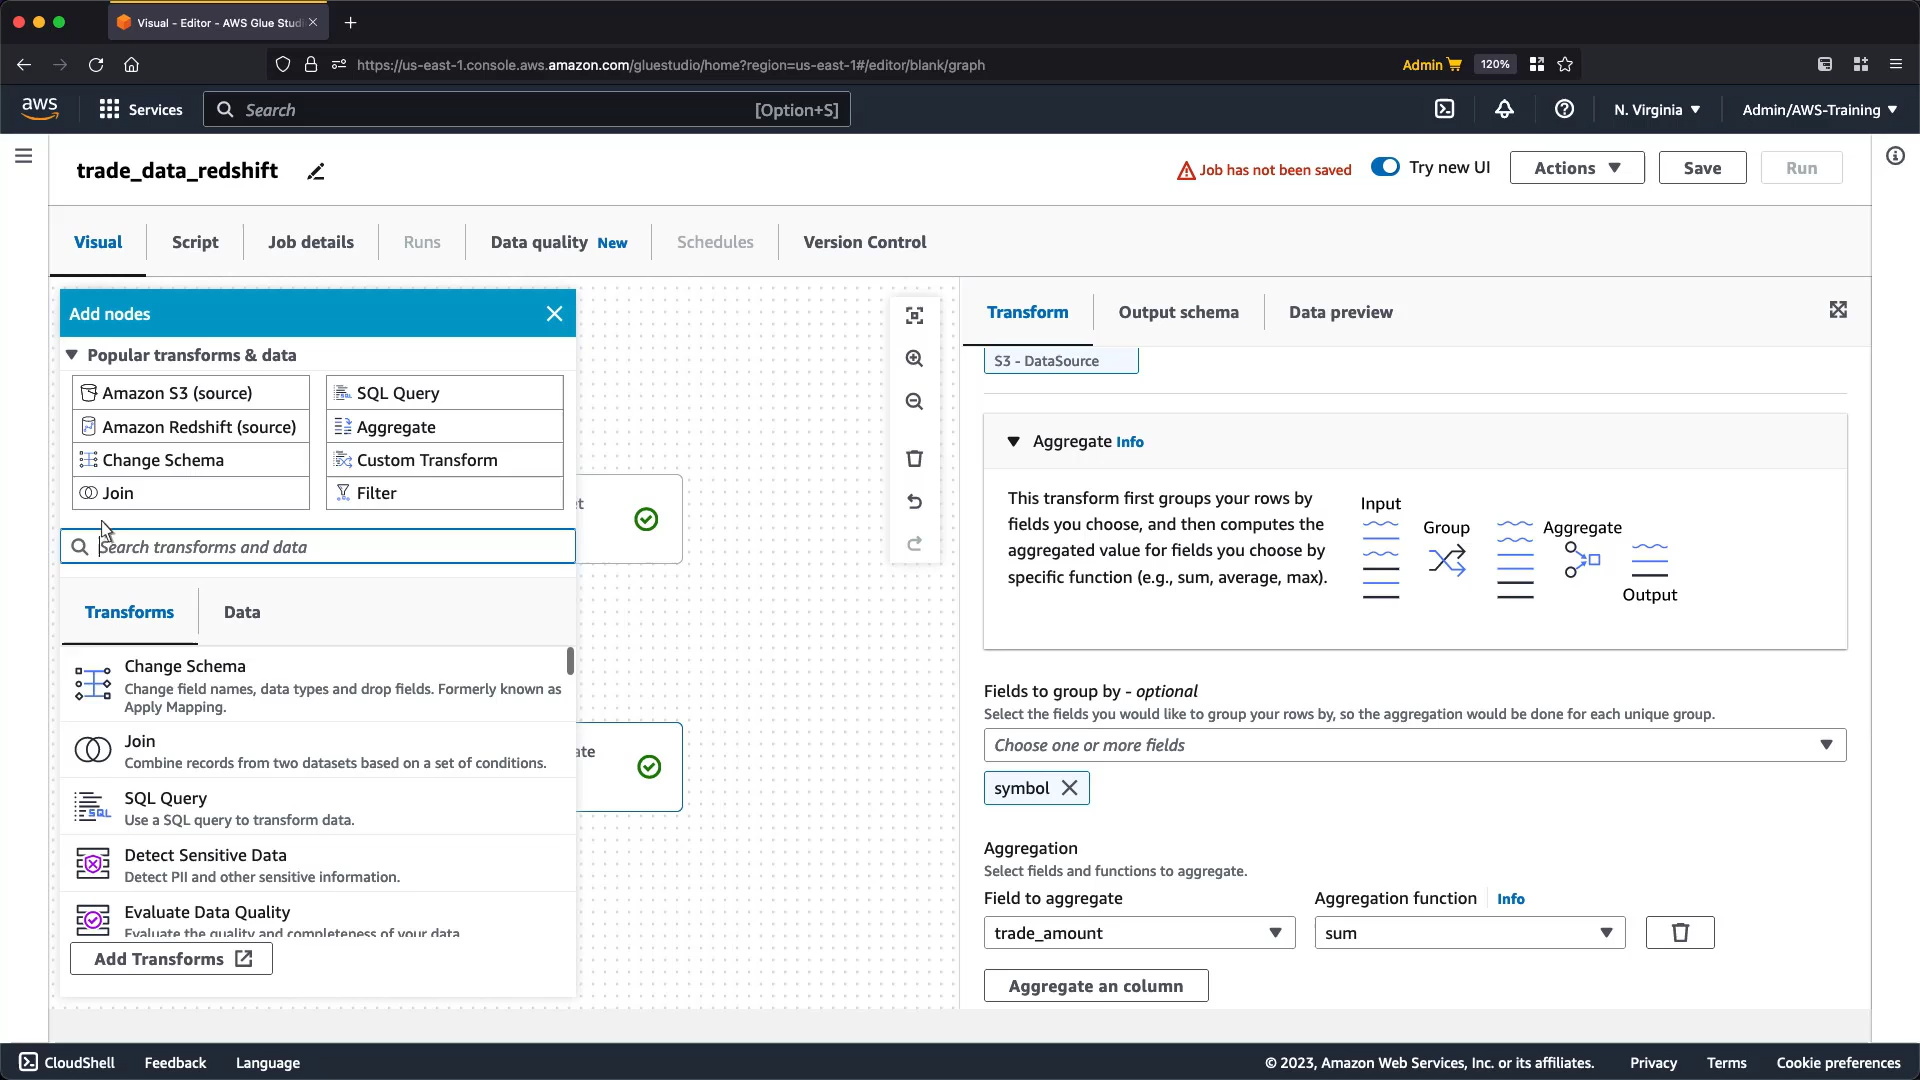 Visual - Editor - AWS Glue Studi
https://us-east-1.console.aws.amazon.com/gluestudio/home?region=us-east-1#/editor/blank/graph
Admin
120%
aws
Services
Search
[Option+S]
N. Virginia
Admin/AWS-Training
trade_data_redshift
Job has not been saved
Try new UI
Actions
Save
Run
Visual
Script
Job details
Runs
Data quality New
Schedules
Version Control
Add nodes
Popular transforms & data
Amazon S3 (source)
SQL Query
Amazon Redshift (source)
Aggregate
Change Schema
Custom Transform
Join
Filter
Search transforms and data
Transforms
Data
Change Schema
Change field names, data types and drop fields. Formerly known as
Apply Mapping.
Join
Combine records from two datasets based on a set of conditions.
SQL Query
Use a SQL query to transform data.
SQL
Detect Sensitive Data
Detect PII and other sensitive information.
Evaluate Data Quality
Evaluate the quality and completeness of your data
Add Transforms
t
ate
Transform
Output schema
Data preview
S3 - DataSource
Aggregate Info
This transform first groups your rows by
fields you choose, and then computes the
aggregated value for fields you choose by
specific function (e.g., sum, average, max).
Input
Group
Aggregate
Output
Fields to group by - optional
Select the fields you would like to group your rows by, so the aggregation would be done for each unique group.
Choose one or more fields
symbol
Aggregation
Select fields and functions to aggregate.
Field to aggregate
Aggregation function
Info
trade_amount
sum
Aggregate an column
CloudShell
Feedback
Language
© 2023, Amazon Web Services, Inc. or its affiliates.
Privacy
Terms
Cookie preferences